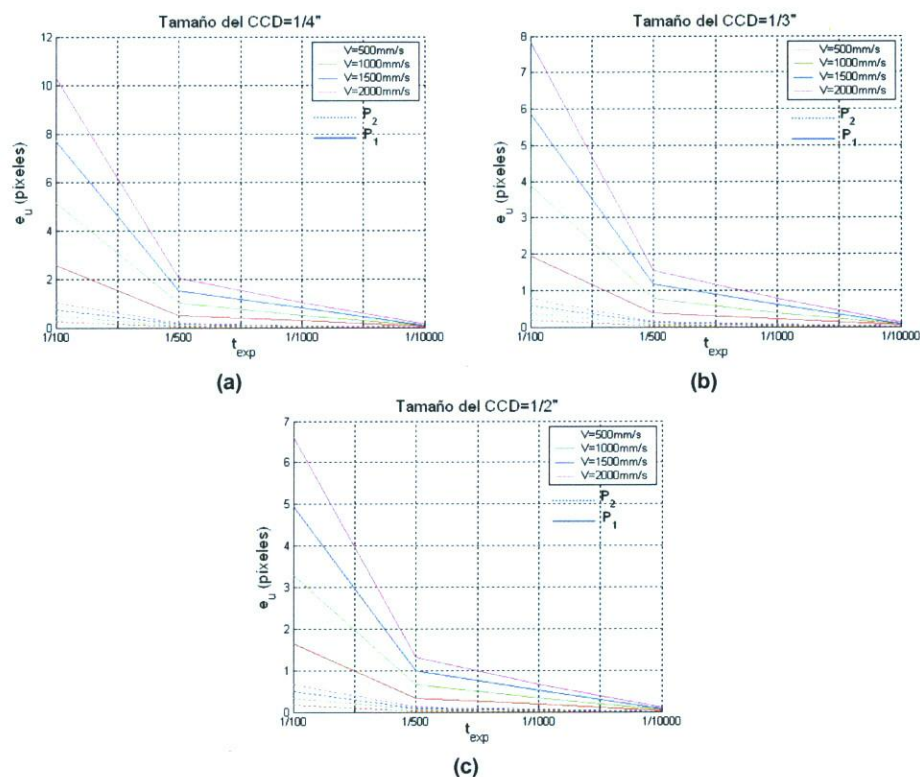 Tamaño del CCD=1/4"
12
10
8
6
4
2
0
e_u (pixeles)
V=500mm/s
V=1000mm/s
V=1500mm/s
V=2000mm/s
P_2
P_1
1/100
1/500
1/1000
1/10000
t_exp
(a)
Tamaño del CCD=1/3"
8
7
6
5
4
3
2
1
0
e_u (pixeles)
V=500mm/s
V=1000mm/s
V=1500mm/s
V=2000mm/s
P_2
P_1
1/100
1/500
1/1000
1/10000
t_exp
(b)
Tamaño del CCD=1/2"
7
6
5
4
3
2
1
0
e_u (pixeles)
V=500mm/s
V=1000mm/s
V=1500mm/s
V=2000mm/s
P_2
P_1
1/100
1/500
1/1000
1/10000
t_exp
(c)